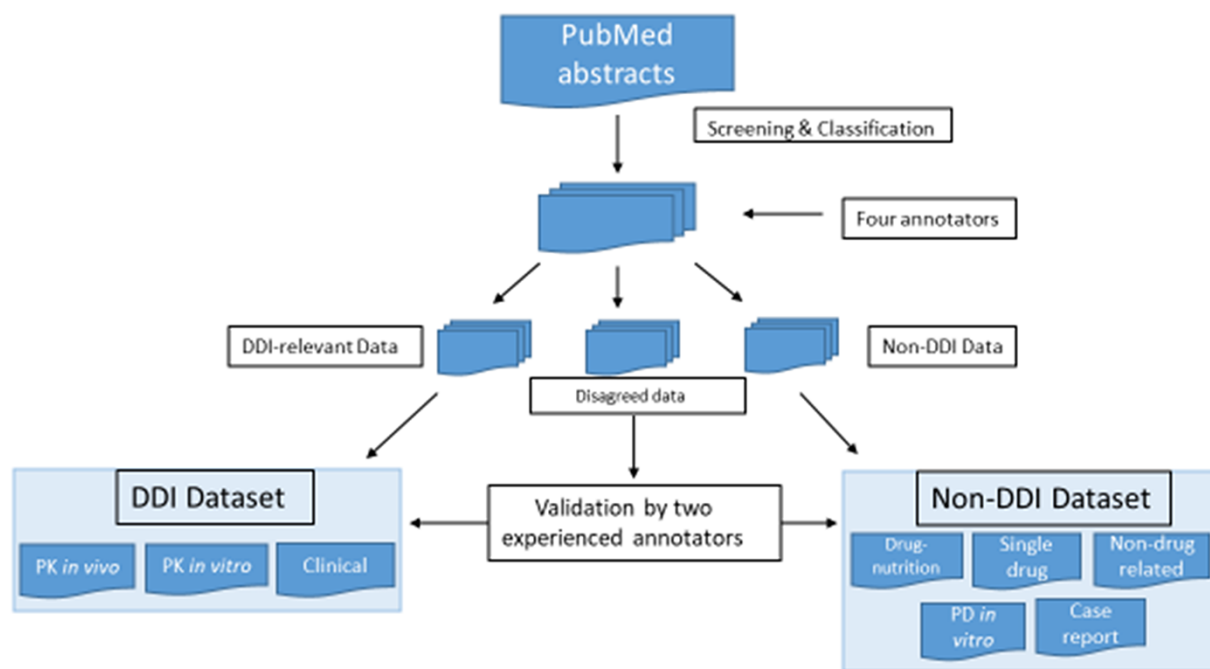 PubMed
abstracts
Screening & Classification
Four annotators
DDI-relevant Data
Non-DDI Data
Disagreed data
DDI Dataset
Validation by two
experienced annotators
Non-DDI Dataset
PK in vivo
PK in vitro
Clinical
Drug-
nutrition
Single
drug
Non-drug
related
PD in
vitro
Case
report